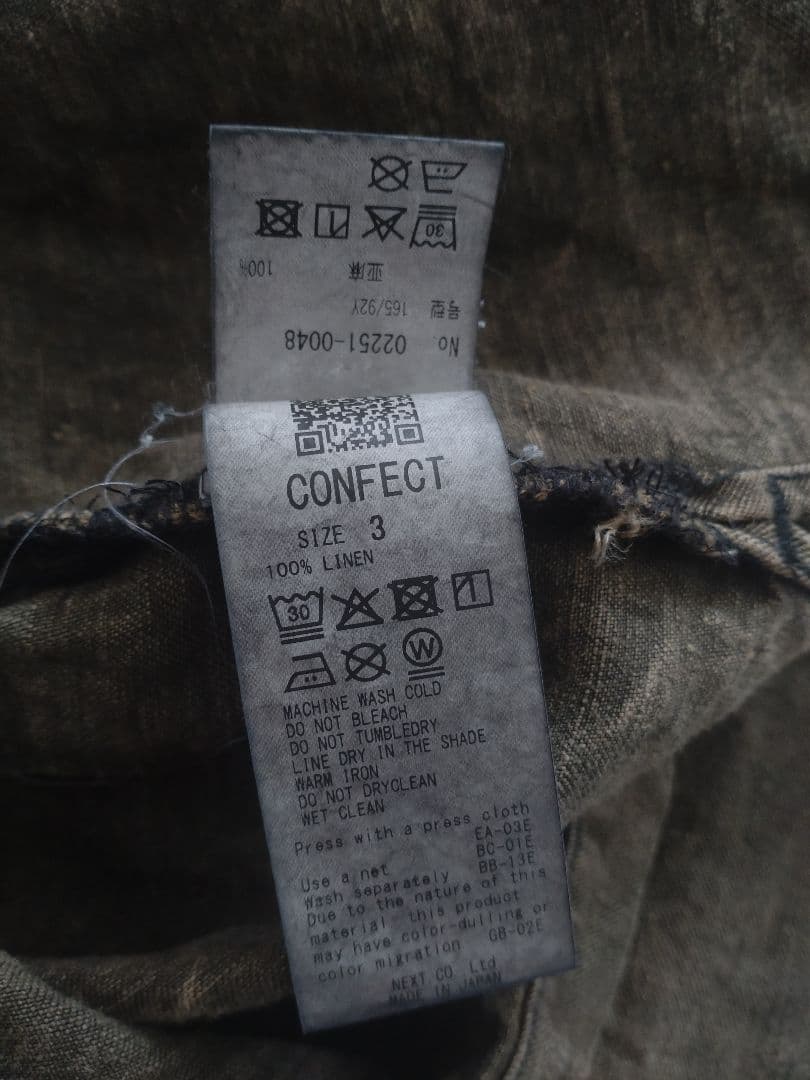 No. 02251-0048
号型 165/92Y
亚麻 100%
30
CONFECT
SIZE 3
100% LINEN
30
W
MACHINE WASH COLD
DO NOT BLEACH
DO NOT TUMBLEDRY
LINE DRY IN THE SHADE
WARM IRON
DO NOT DRYCLEAN
WET CLEAN
Press with a press cloth
EA-03E
Use a net BC-01E
Wash separately BB-13E
Due to the nature of this
material this product
may have color-dulling or
color migration GB-02E
NEXT CO. Ltd
MADE IN JAPAN